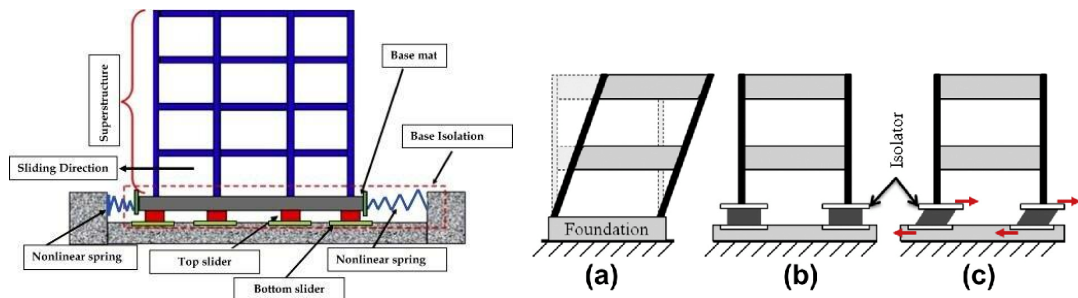 Superstructure
Base mat
Base Isolation
Sliding Direction
Nonlinear spring
Top slider
Nonlinear spring
Bottom slider
Isolator
Foundation
(a)
(b)
(c)